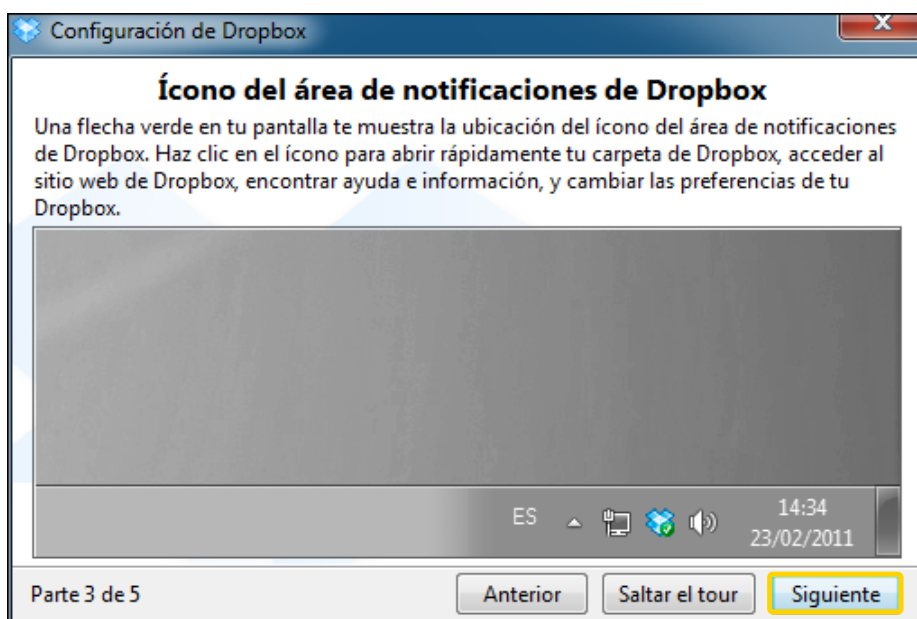 Configuración de Dropbox
Ícono del área de notificaciones de Dropbox
Una flecha verde en tu pantalla te muestra la ubicación del ícono del área de notificaciones
de Dropbox. Haz clic en el ícono para abrir rápidamente tu carpeta de Dropbox, acceder al
sitio web de Dropbox, encontrar ayuda e información, y cambiar las preferencias de tu
Dropbox.
ES
14:34
23/02/2011
Parte 3 de 5
Anterior
Saltar el tour
Siguiente